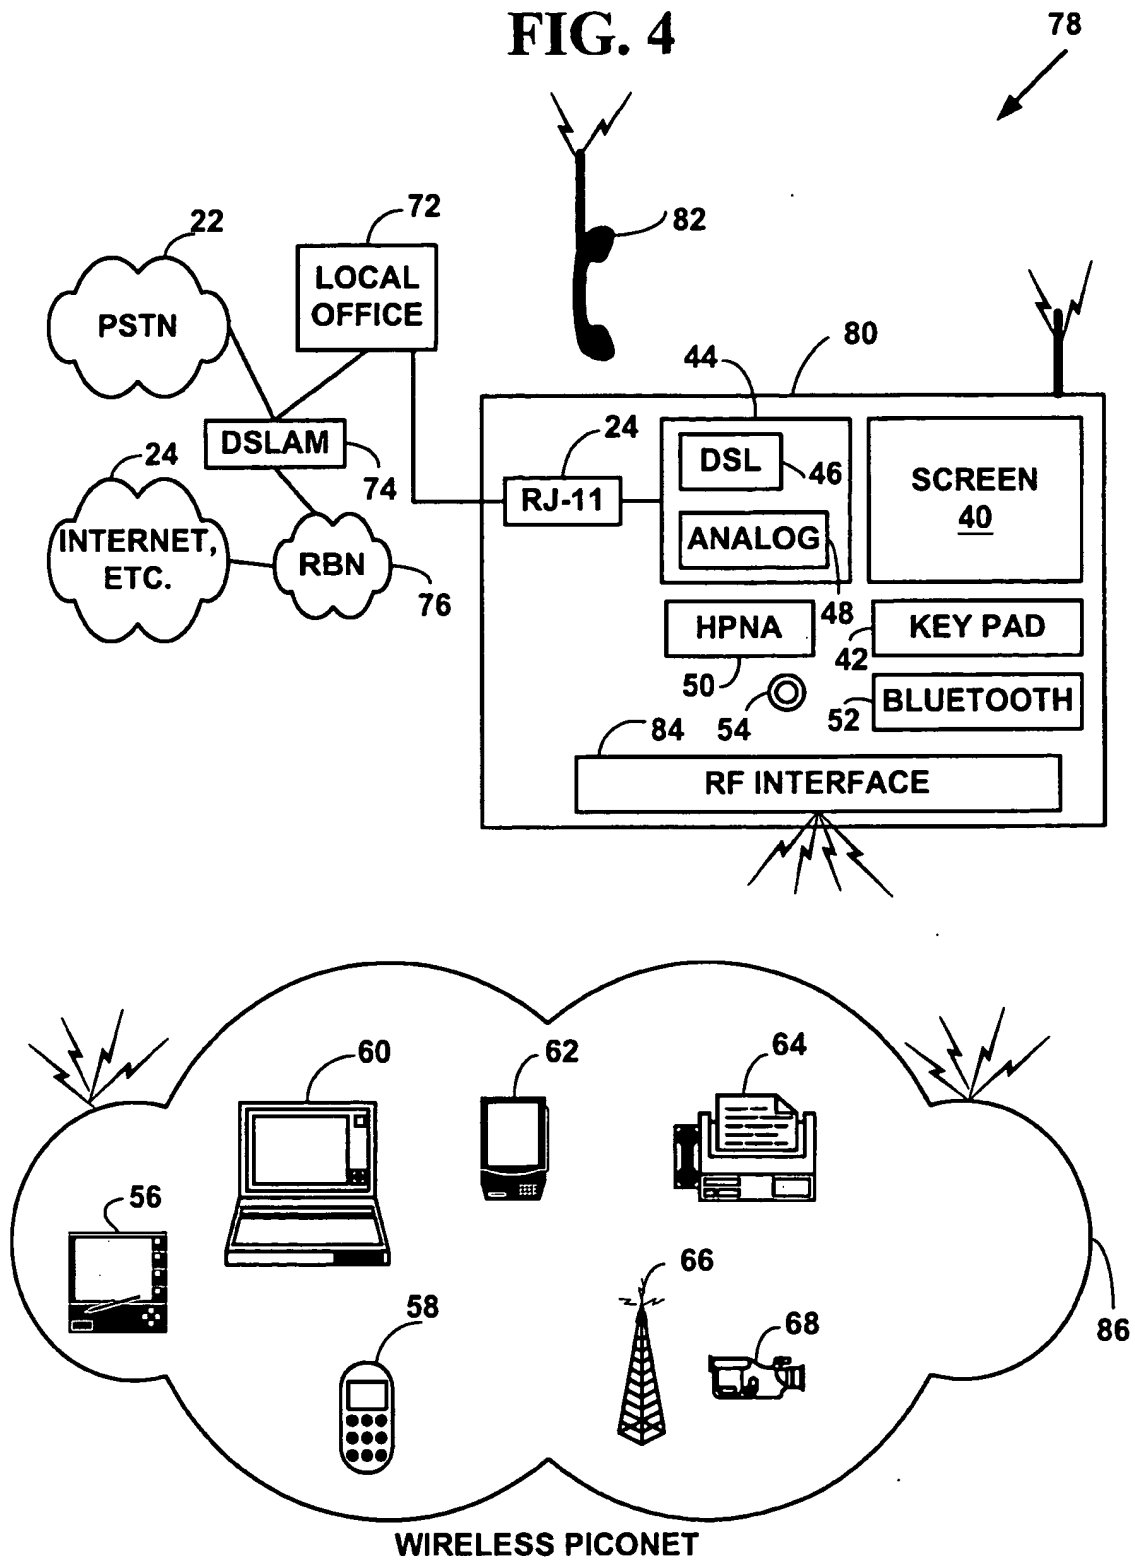 FIG. 4
78
72
22
82
LOCAL
OFFICE
PSTN
44
80
24
24
DSLAM
74
DSL
46
SCREEN
40
RJ-11
INTERNET,
ETC.
RBN
76
ANALOG
48
HPNA
50
KEY PAD
42
54
BLUETOOTH
52
84
RF INTERFACE
60
62
64
56
66
58
68
86
WIRELESS PICONET